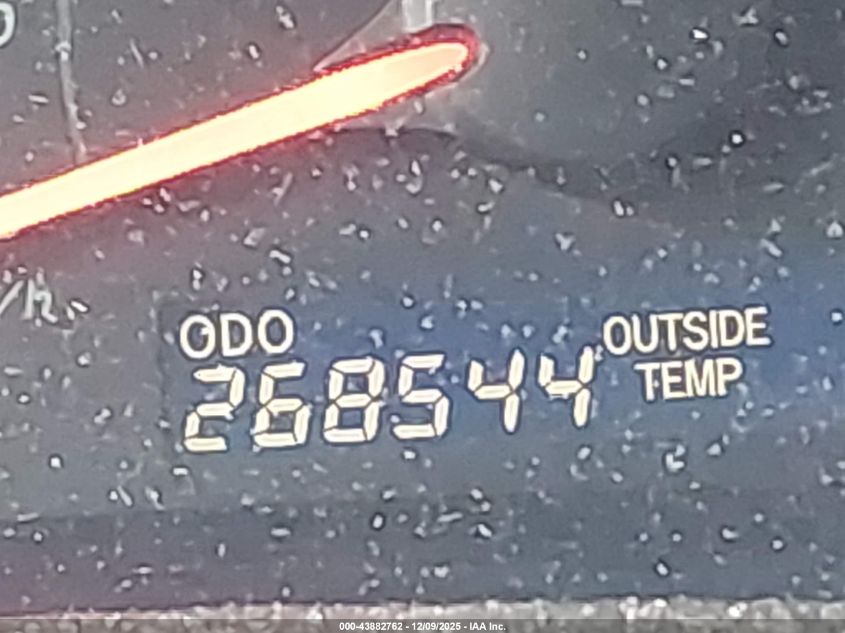 ODO
268544
OUTSIDE
TEMP
000-43882762 - 12/09/2025 - IAA Inc.